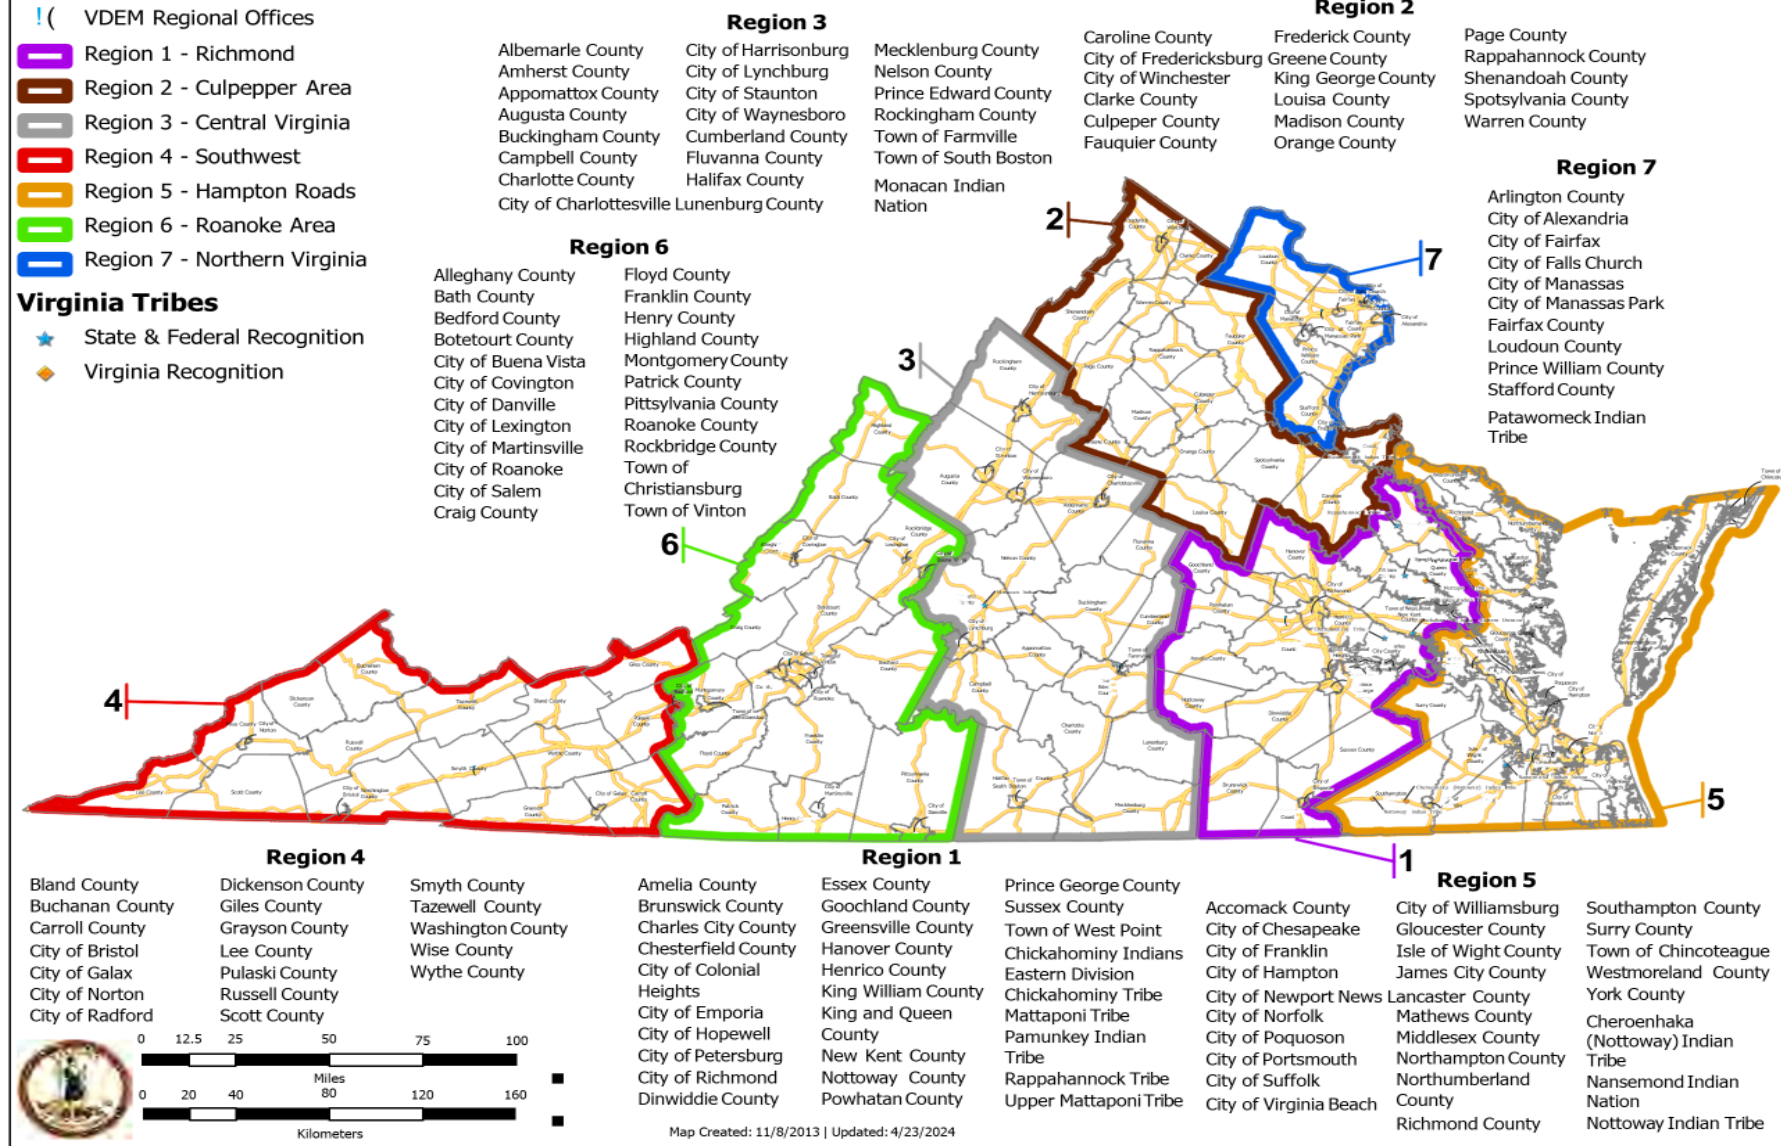 VDEM Regional Offices
Region 1 - Richmond
Region 2 - Culpepper Area
Region 3 - Central Virginia
Region 4 - Southwest
Region 5 - Hampton Roads
Region 6 - Roanoke Area
Region 7 - Northern Virginia
Virginia Tribes
State & Federal Recognition
Virginia Recognition
Region 3
Albemarle County
Amherst County
Appomattox County
Augusta County
Buckingham County
Campbell County
Charlotte County
City of Charlottesville
City of Harrisonburg
City of Lynchburg
City of Staunton
City of Waynesboro
Cumberland County
Fluvanna County
Halifax County
Lunenburg County
Mecklenburg County
Nelson County
Prince Edward County
Rockingham County
Town of Farmville
Town of South Boston
Monacan Indian
Nation
Region 2
Caroline County
City of Fredericksburg
City of Winchester
Clarke County
Culpeper County
Fauquier County
Frederick County
Greene County
King George County
Louisa County
Madison County
Orange County
Page County
Rappahannock County
Shenandoah County
Spotsylvania County
Warren County
Region 7
Arlington County
City of Alexandria
City of Fairfax
City of Falls Church
City of Manassas
City of Manassas Park
Fairfax County
Loudoun County
Prince William County
Stafford County
Patawomeck Indian
Tribe
Region 6
Alleghany County
Bath County
Bedford County
Botetourt County
City of Buena Vista
City of Covington
City of Danville
City of Lexington
City of Martinsville
City of Roanoke
City of Salem
Craig County
Floyd County
Franklin County
Henry County
Highland County
Montgomery County
Patrick County
Pittsylvania County
Roanoke County
Rockbridge County
Town of
Christiansburg
Town of Vinton
2
7
3
6
4
5
1
Region 4
Bland County
Buchanan County
Carroll County
City of Bristol
City of Galax
City of Norton
City of Radford
Dickenson County
Giles County
Grayson County
Lee County
Pulaski County
Russell County
Scott County
Smyth County
Tazewell County
Washington County
Wise County
Wythe County
Region 1
Amelia County
Brunswick County
Charles City County
Chesterfield County
City of Colonial
Heights
City of Emporia
City of Hopewell
City of Petersburg
City of Richmond
Dinwiddie County
Essex County
Goochland County
Greensville County
Hanover County
Henrico County
King William County
King and Queen
County
New Kent County
Nottoway County
Powhatan County
Prince George County
Sussex County
Town of West Point
Chickahominy Indians
Eastern Division
Chickahominy Tribe
Mattaponi Tribe
Pamunkey Indian
Tribe
Rappahannock Tribe
Upper Mattaponi Tribe
Region 5
Accomack County
City of Chesapeake
City of Franklin
City of Hampton
City of Newport News
City of Norfolk
City of Poquoson
City of Portsmouth
City of Suffolk
City of Virginia Beach
City of Williamsburg
Gloucester County
Isle of Wight County
James City County
Lancaster County
Mathews County
Middlesex County
Northampton County
Northumberland
County
Richmond County
Southampton County
Surry County
Town of Chincoteague
Westmoreland County
York County
Cheroenhaka
(Nottoway) Indian
Tribe
Nansemond Indian
Nation
Nottoway Indian Tribe
0 12.5 25 50 75 100
Miles
0 20 40 80 120 160
Kilometers
Map Created: 11/8/2013 | Updated: 4/23/2024